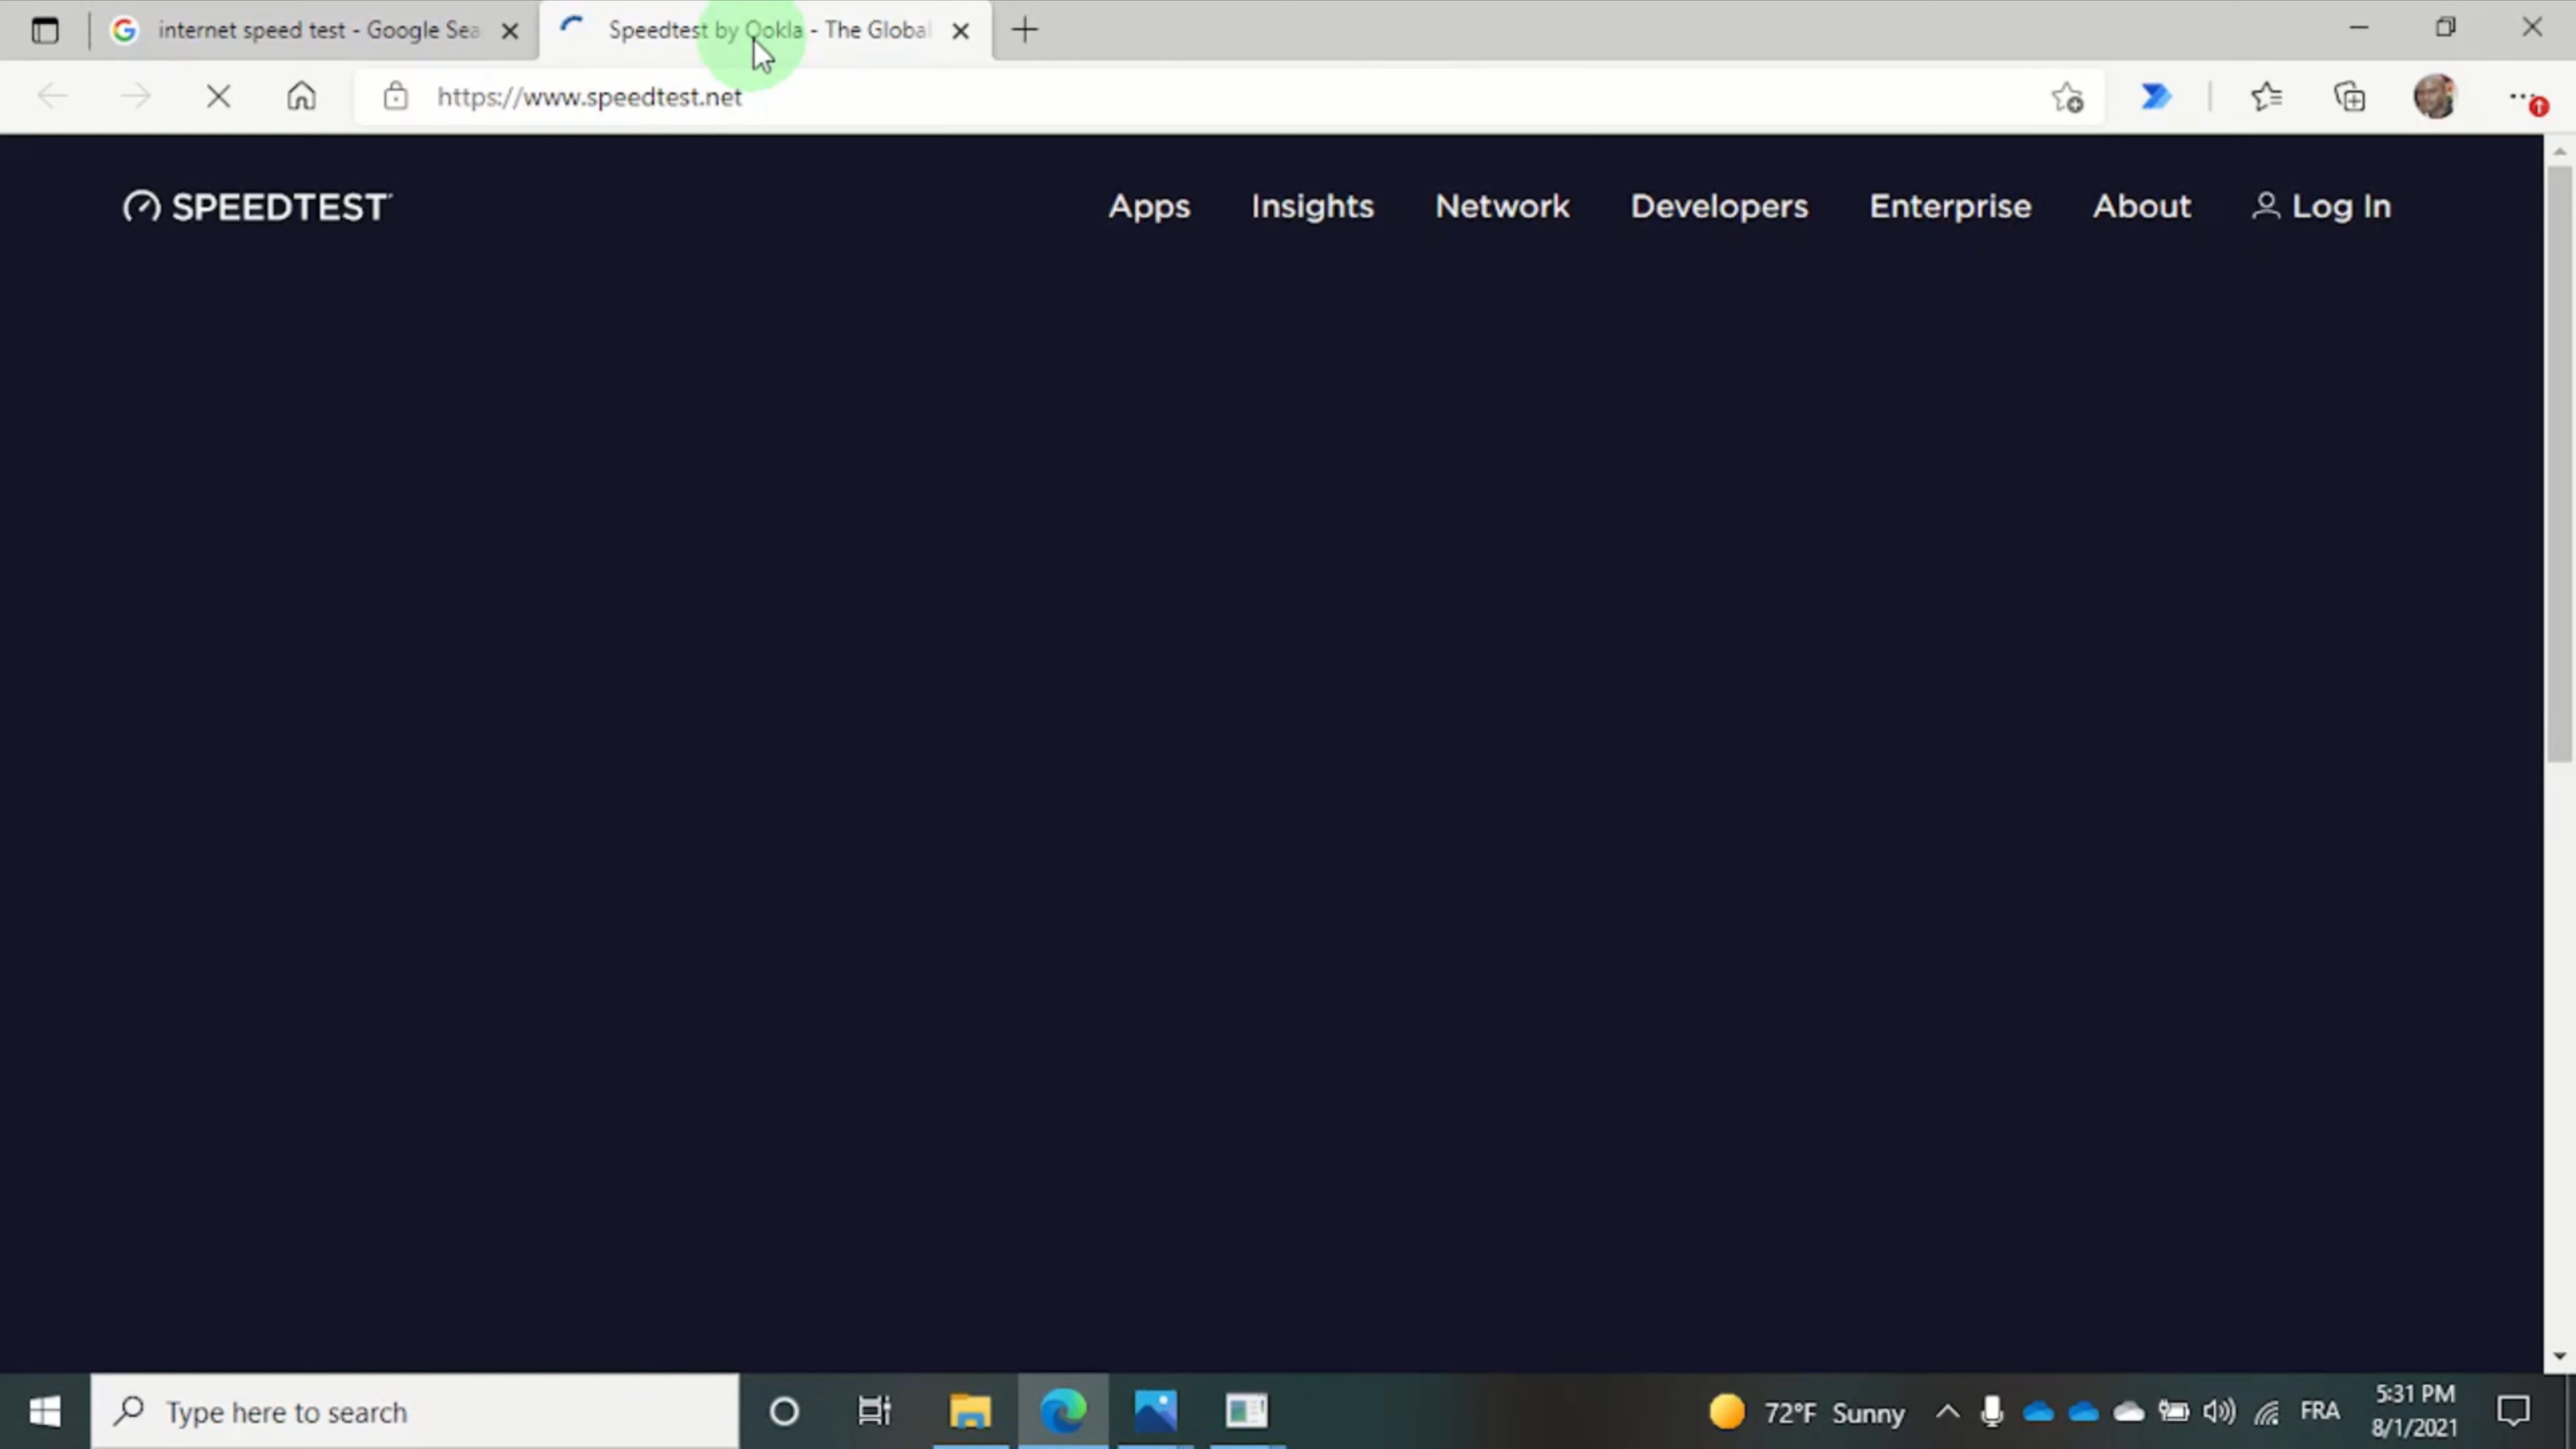 internet speed test - Google Sea
Speedtest by Ookla - The Global
https://www.speedtest.net
SPEEDTEST
Apps Insights Network Developers Enterprise About Log In
Type here to search
72°F Sunny
FRA
5:31 PM
8/1/2021